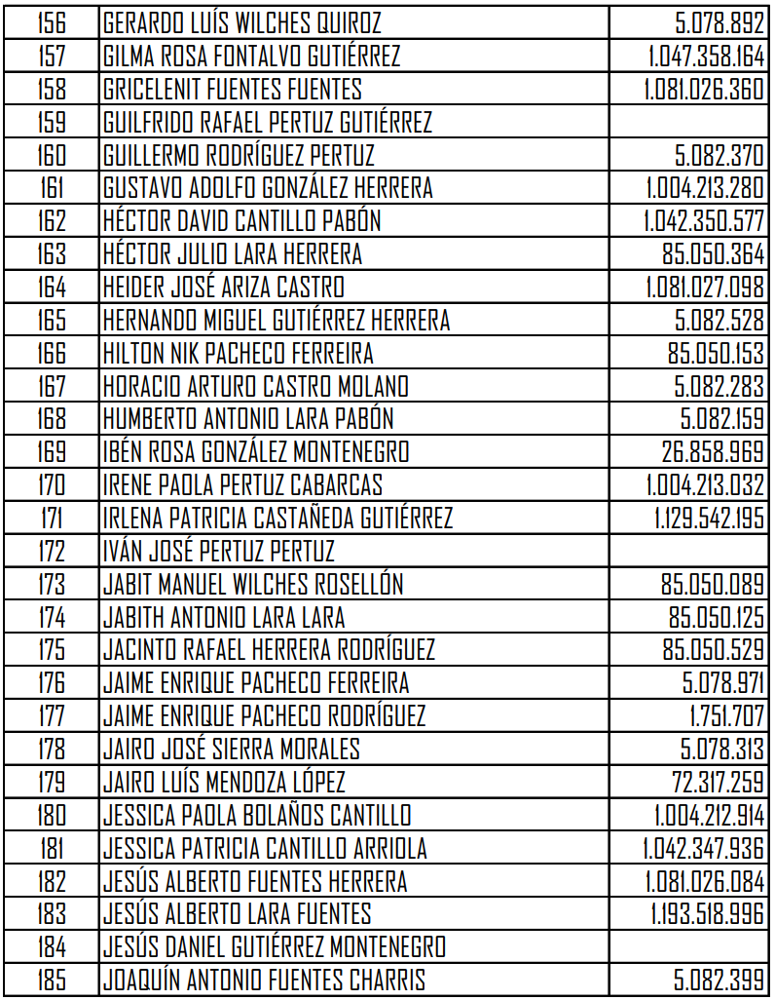 156 GERARDO LUÍS WILCHES QUIROZ 5.078.892
157 GILMA ROSA FONTALVO GUTIÉRREZ 1.047.358.164
158 GRICELENIT FUENTES FUENTES 1.081.026.360
159 GUILFRIDO RAFAEL PERTUZ GUTIÉRREZ
160 GUILLERMO RODRÍGUEZ PERTUZ 5.082.370
161 GUSTAVO ADOLFO GONZÁLEZ HERRERA 1.004.213.280
162 HÉCTOR DAVID CANTILLO PABÓN 1.042.350.577
163 HÉCTOR JULIO LARA HERRERA 85.050.364
164 HEIDER JOSÉ ARIZA CASTRO 1.081.027.098
165 HERNANDO MIGUEL GUTIÉRREZ HERRERA 5.082.528
166 HILTON NIK PACHECO FERREIRA 85.050.153
167 HORACIO ARTURO CASTRO MOLANO 5.082.283
168 HUMBERTO ANTONIO LARA PABÓN 5.082.159
169 IBÉN ROSA GONZÁLEZ MONTENEGRO 26.858.969
170 IRENE PAOLA PERTUZ CABARCAS 1.004.213.032
171 IRLENA PATRICIA CASTAÑEDA GUTIÉRREZ 1.129.542.195
172 IVÁN JOSÉ PERTUZ PERTUZ
173 JABIT MANUEL WILCHES ROSELLÓN 85.050.089
174 JABITH ANTONIO LARA LARA 85.050.125
175 JACINTO RAFAEL HERRERA RODRÍGUEZ 85.050.529
176 JAIME ENRIQUE PACHECO FERREIRA 5.078.971
177 JAIME ENRIQUE PACHECO RODRÍGUEZ 1.751.707
178 JAIRO JOSÉ SIERRA MORALES 5.078.313
179 JAIRO LUÍS MENDOZA LÓPEZ 72.317.259
180 JESSICA PAOLA BOLAÑOS CANTILLO 1.004.212.914
181 JESSICA PATRICIA CANTILLO ARRIOLA 1.042.347.936
182 JESÚS ALBERTO FUENTES HERRERA 1.081.026.084
183 JESÚS ALBERTO LARA FUENTES 1.193.518.996
184 JESÚS DANIEL GUTIÉRREZ MONTENEGRO
185 JOAQUÍN ANTONIO FUENTES CHARRIS 5.082.399